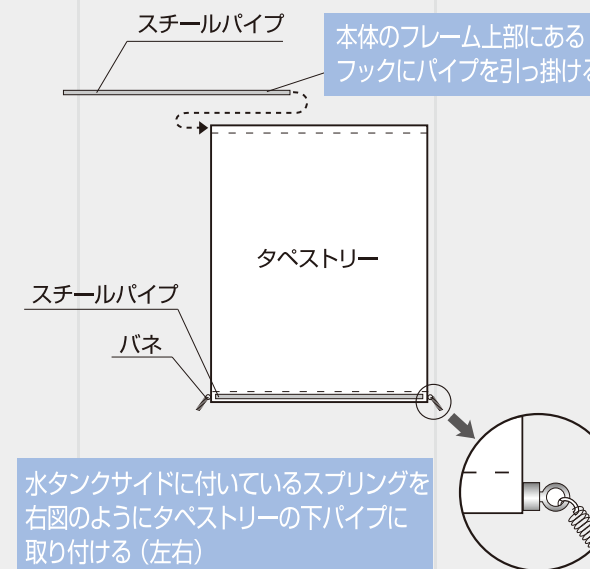 スチールパイプ
本体のフレーム上部にある
フックにパイプを引っ掛ける
タペストリー
スチールパイプ
バネ
水タンクサイドに付いているスプリングを
右図のようにタペストリーの下パイプに
取り付ける（左右）